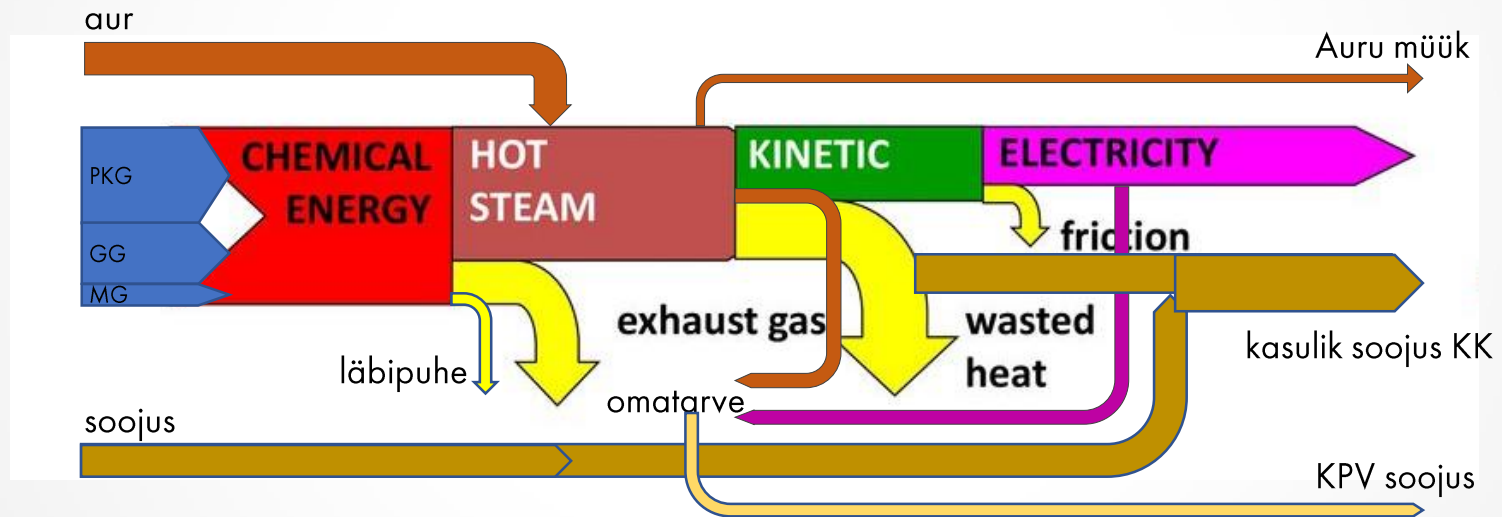 aur
Auru müük
PKG
GG
MG
CHEMICAL
ENERGY
HOT
STEAM
KINETIC
ELECTRICITY
friction
exhaust gas
wasted
heat
kasulik soojus KK
läbipuhe
omatarve
soojus
KPV soojus